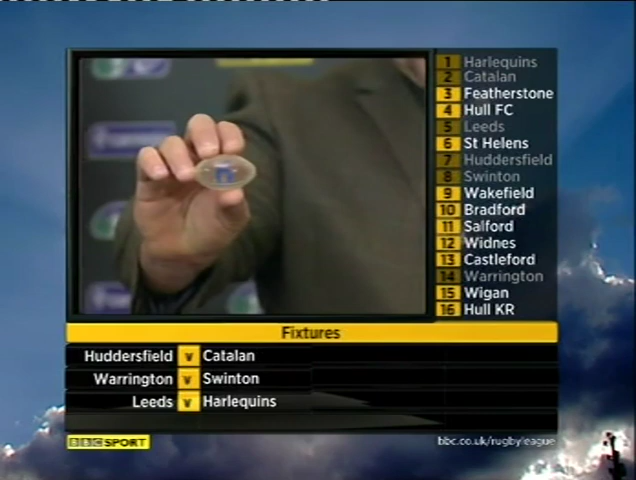 1 Harlequins
2 Catalan
3 Featherstone
4 Hull FC
5 Leeds
6 St Helens
7 Huddersfield
8 Swinton
9 Wakefield
10 Bradford
11 Salford
12 Widnes
13 Castleford
14 Warrington
15 Wigan
16 Hull KR
Fixtures
Huddersfield v Catalan
Warrington v Swinton
Leeds v Harlequins
BBC SPORT
bbc.co.uk/rugbyleague